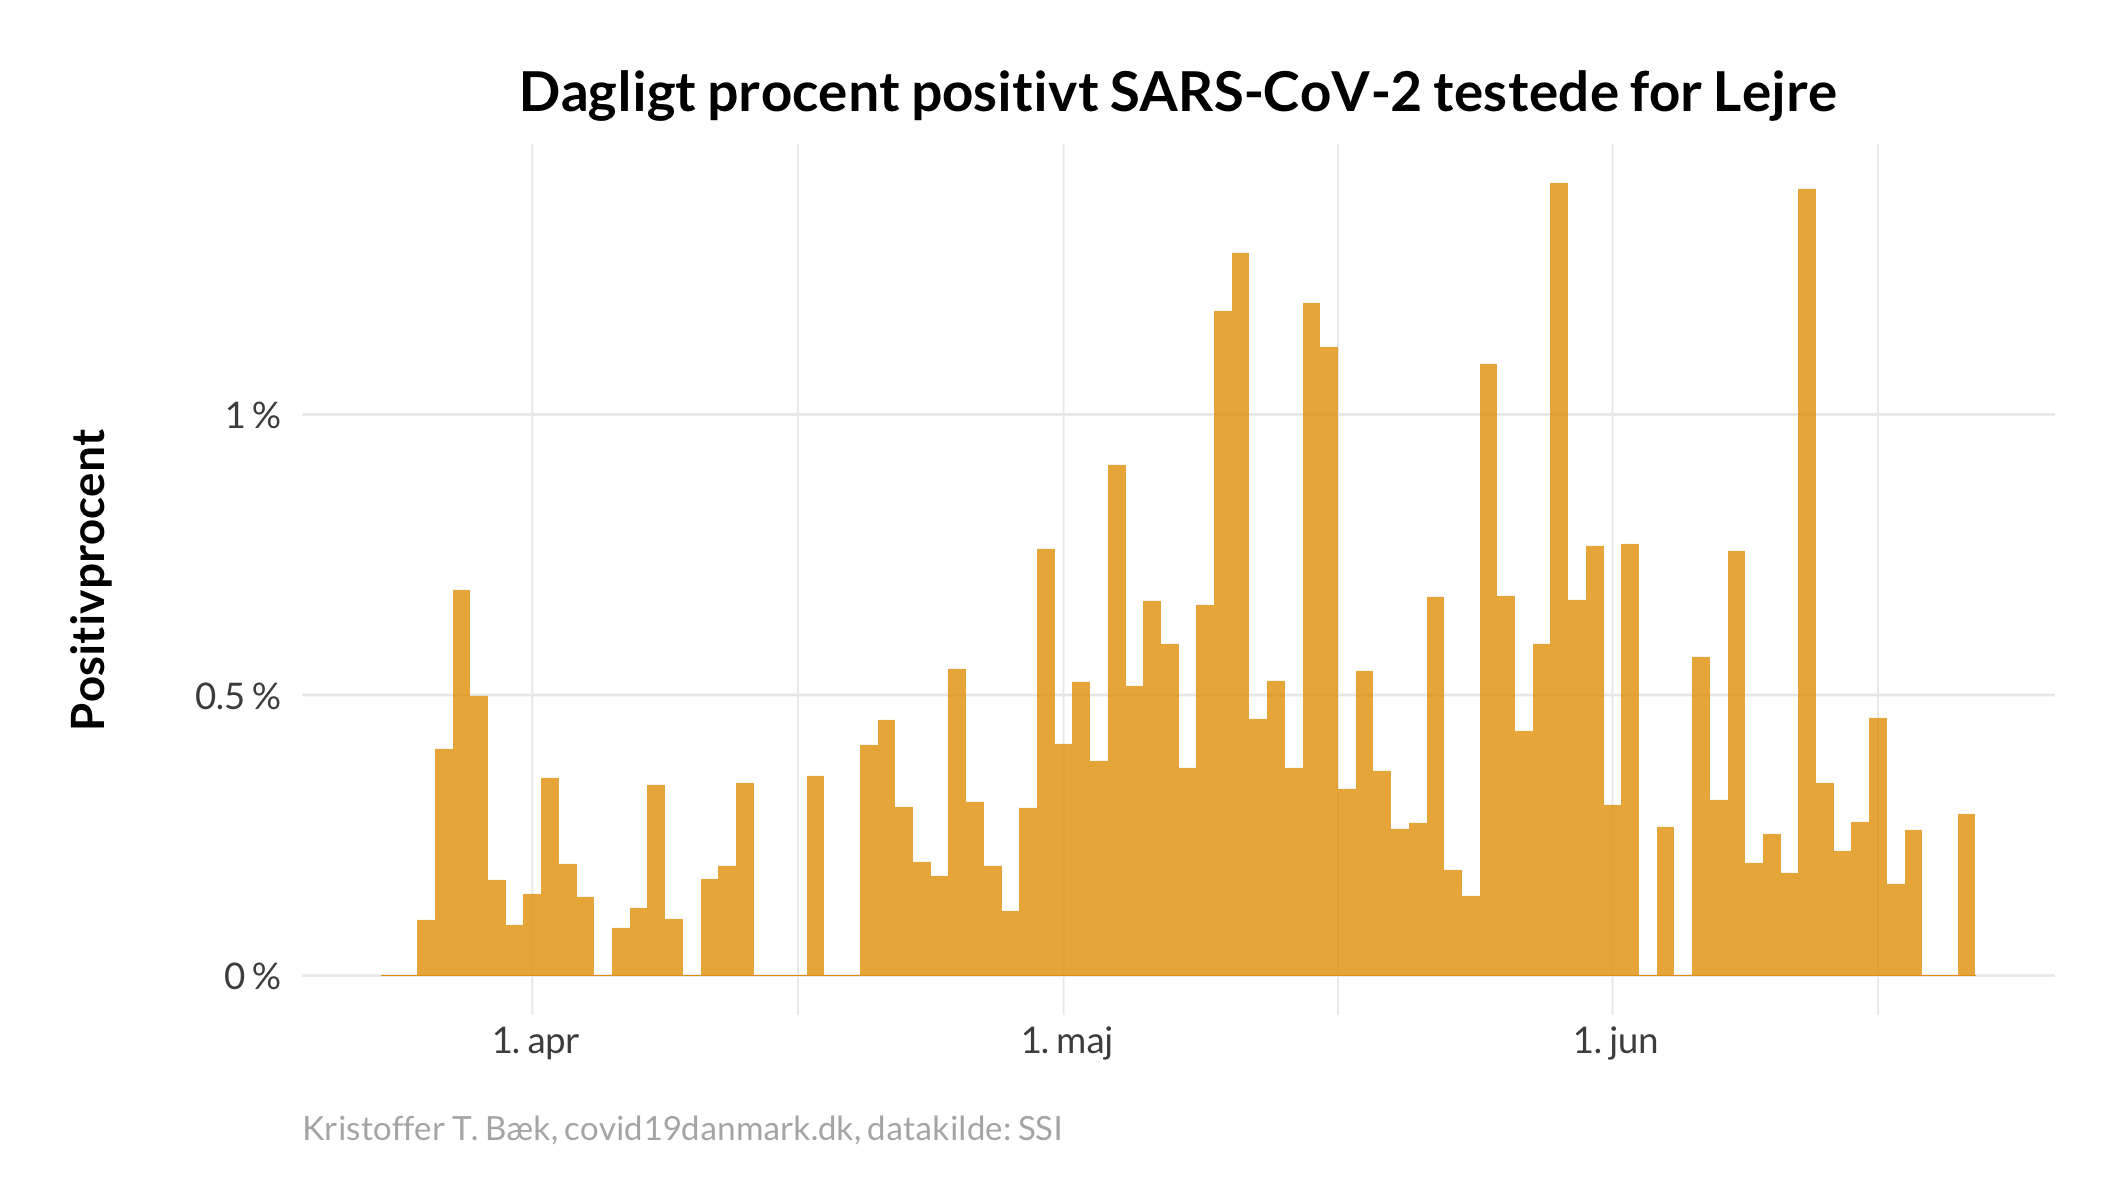 Dagligt procent positivt SARS-CoV-2 testede for Lejre
Positivprocent
1 %
0.5 %
0 %
1. apr
1. maj
1. jun
Kristoffer T. Bæk, covid19danmark.dk, datakilde: SSI